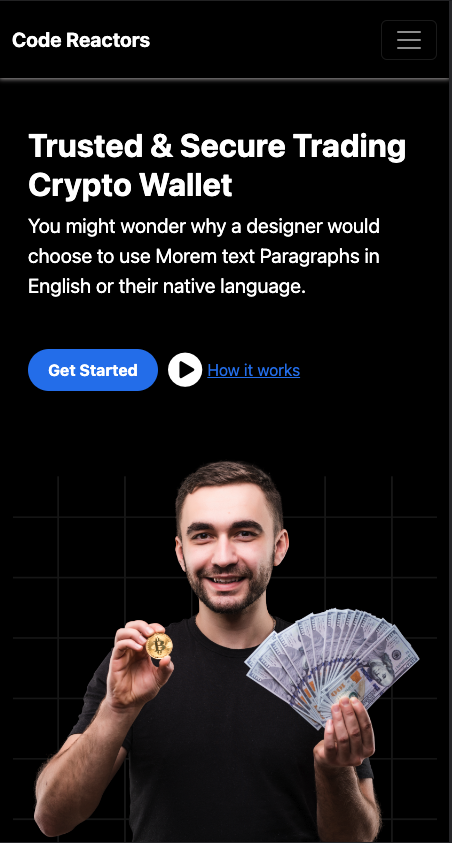 Code Reactors
Trusted & Secure Trading
Crypto Wallet
You might wonder why a designer would
choose to use Morem text Paragraphs in
English or their native language.
Get Started
How it works